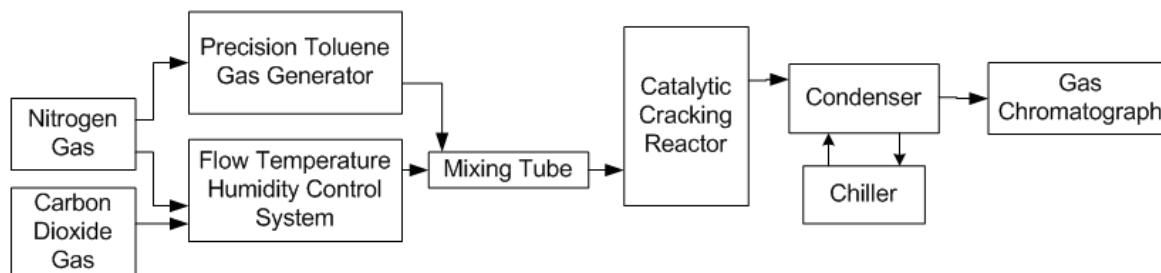 Nitrogen
Gas
Carbon
Dioxide
Gas
Precision Toluene
Gas Generator
Flow Temperature
Humidity Control
System
Mixing Tube
Catalytic
Cracking
Reactor
Condenser
Chiller
Gas
Chromatograph